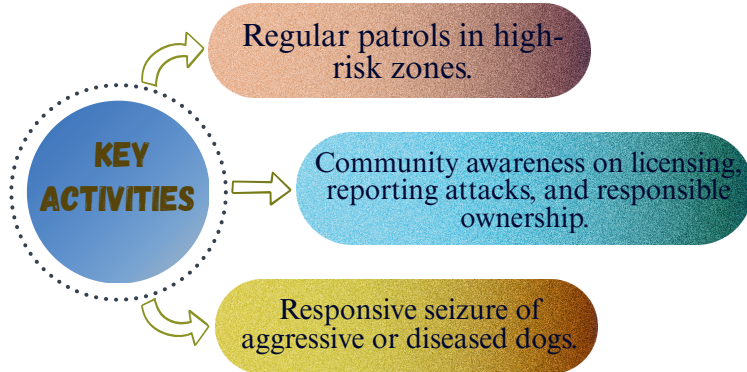 KEY
ACTIVITIES
Regular patrols in high-
risk zones.
Community awareness on licensing,
reporting attacks, and responsible
ownership.
Responsive seizure of
aggressive or diseased dogs.